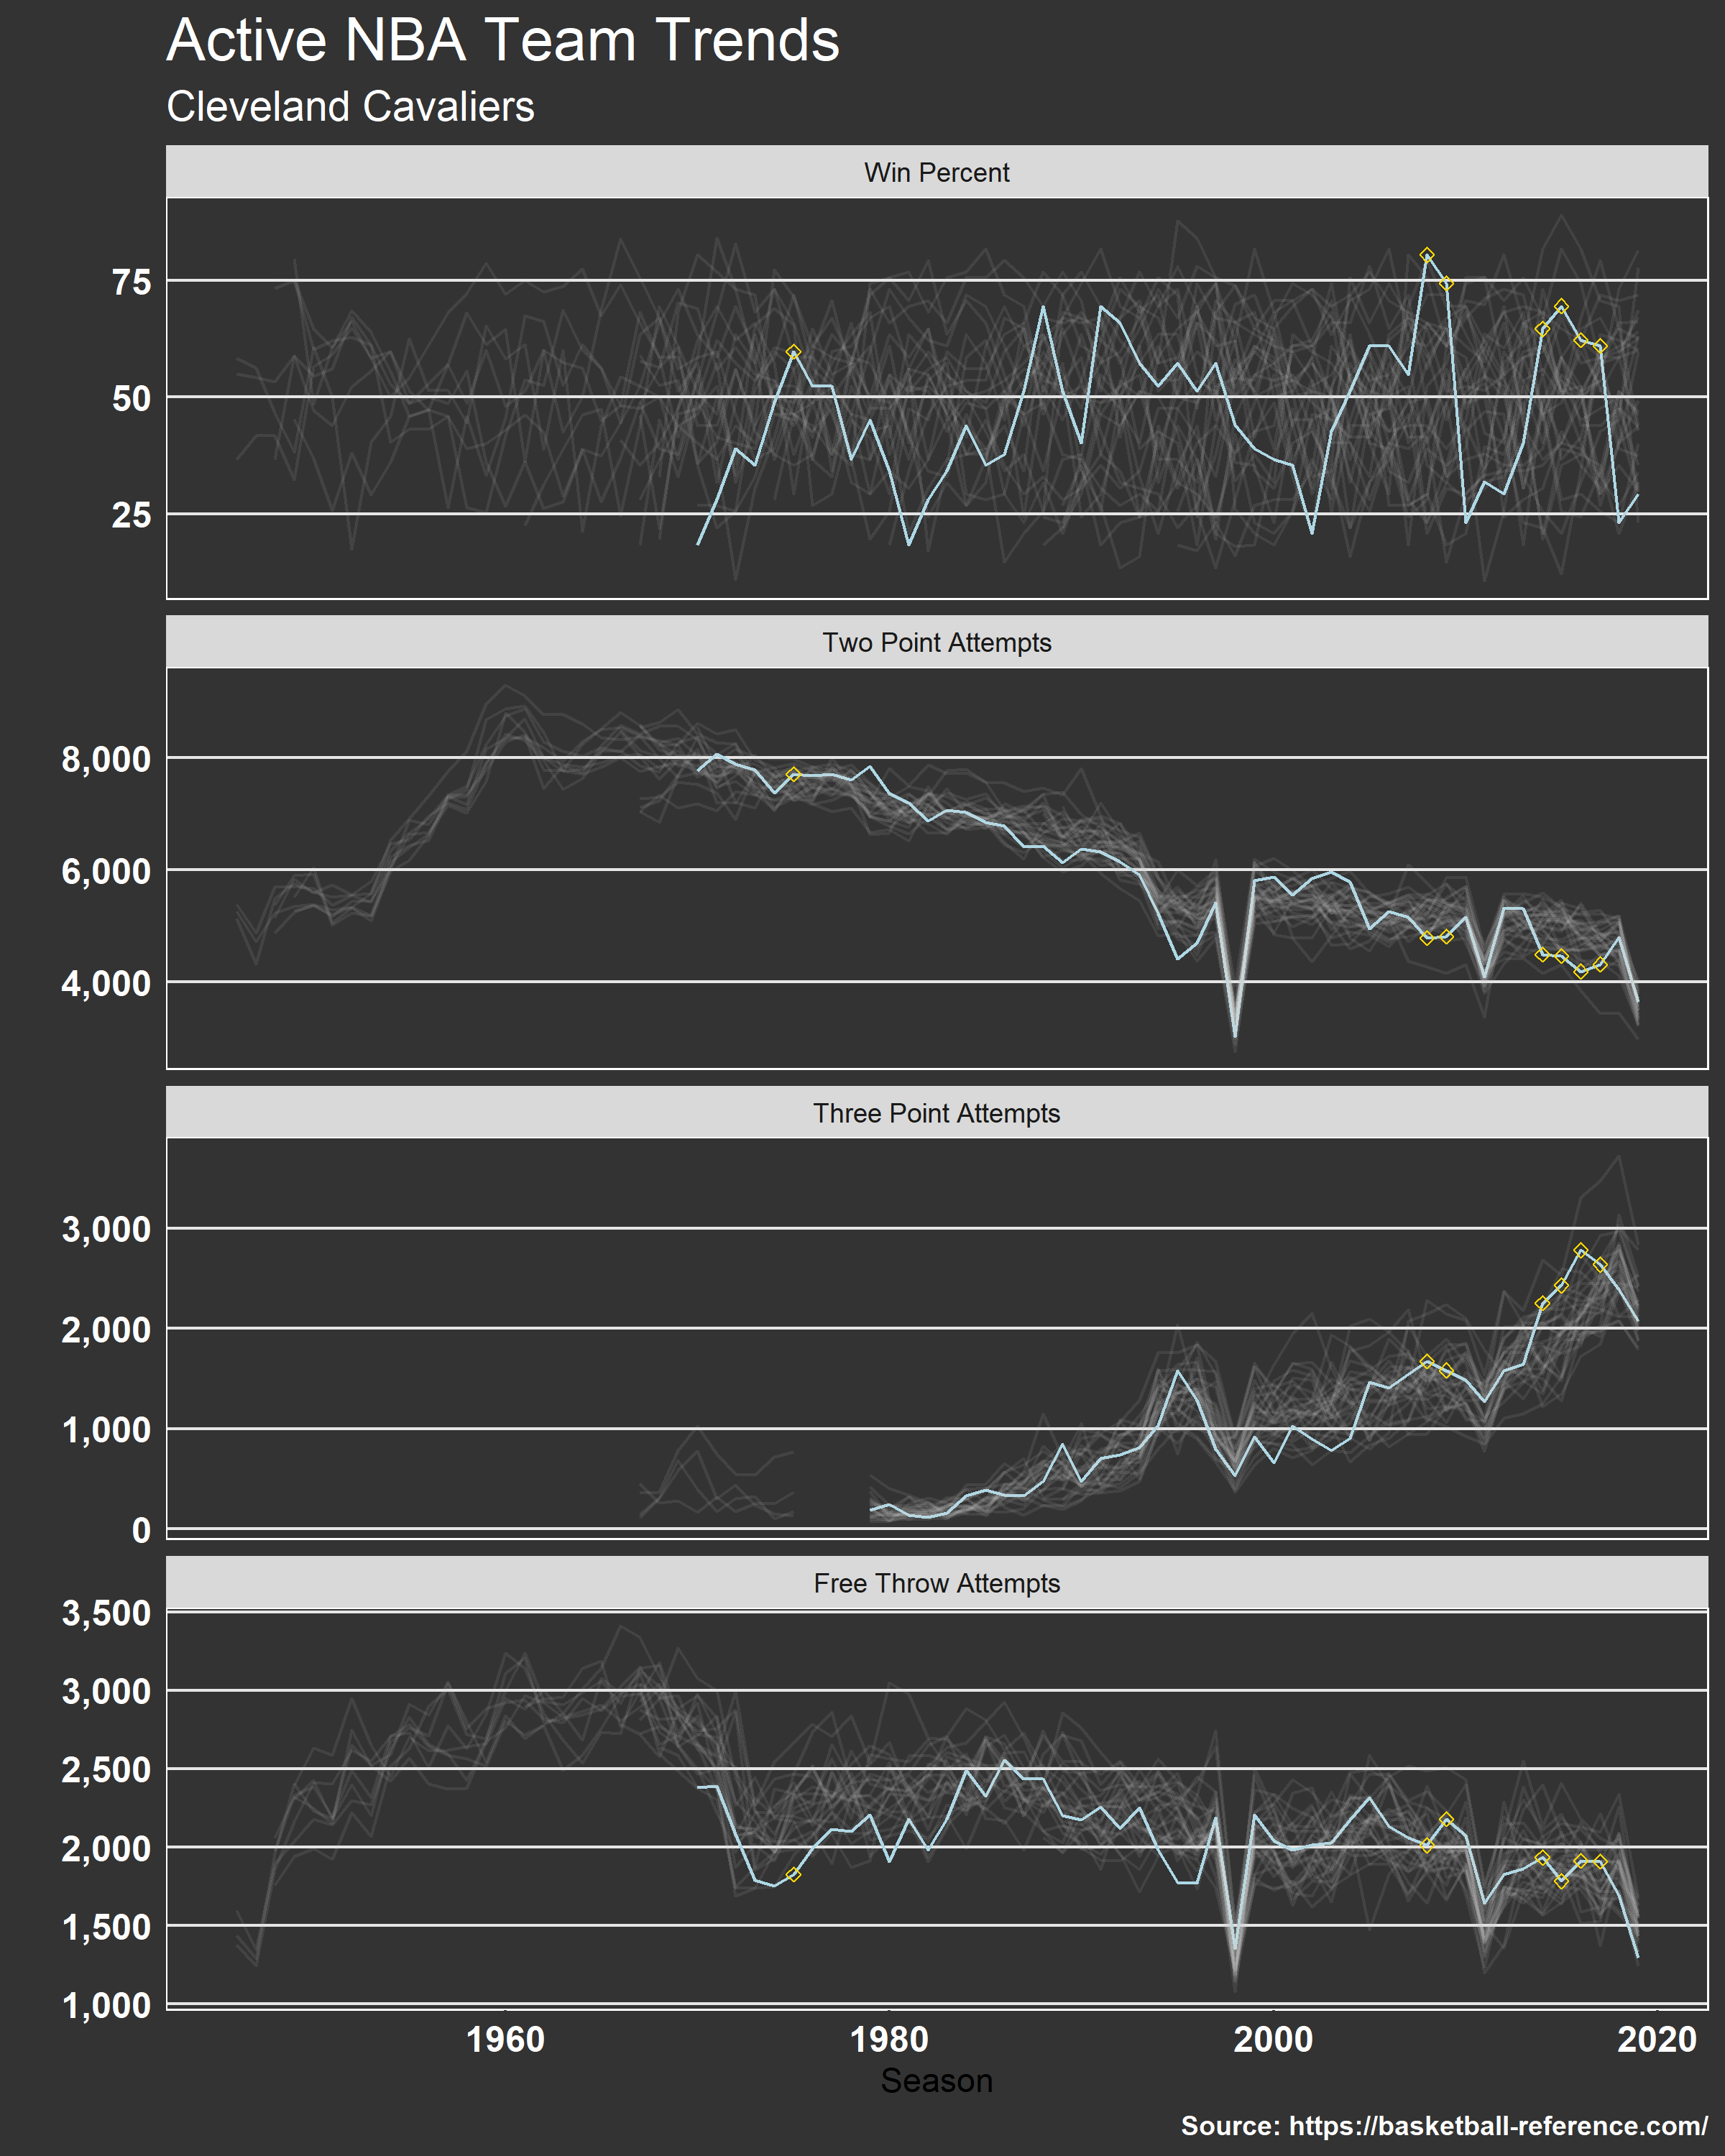 Active NBA Team Trends
Cleveland Cavaliers
Win Percent
75
50
25
Two Point Attempts
8,000
6,000
4,000
Three Point Attempts
3,000
2,000
1,000
0
Free Throw Attempts
3,500
3,000
2,500
2,000
1,500
1,000
1960 1980 2000 2020
Season
Source: https://basketball-reference.com/